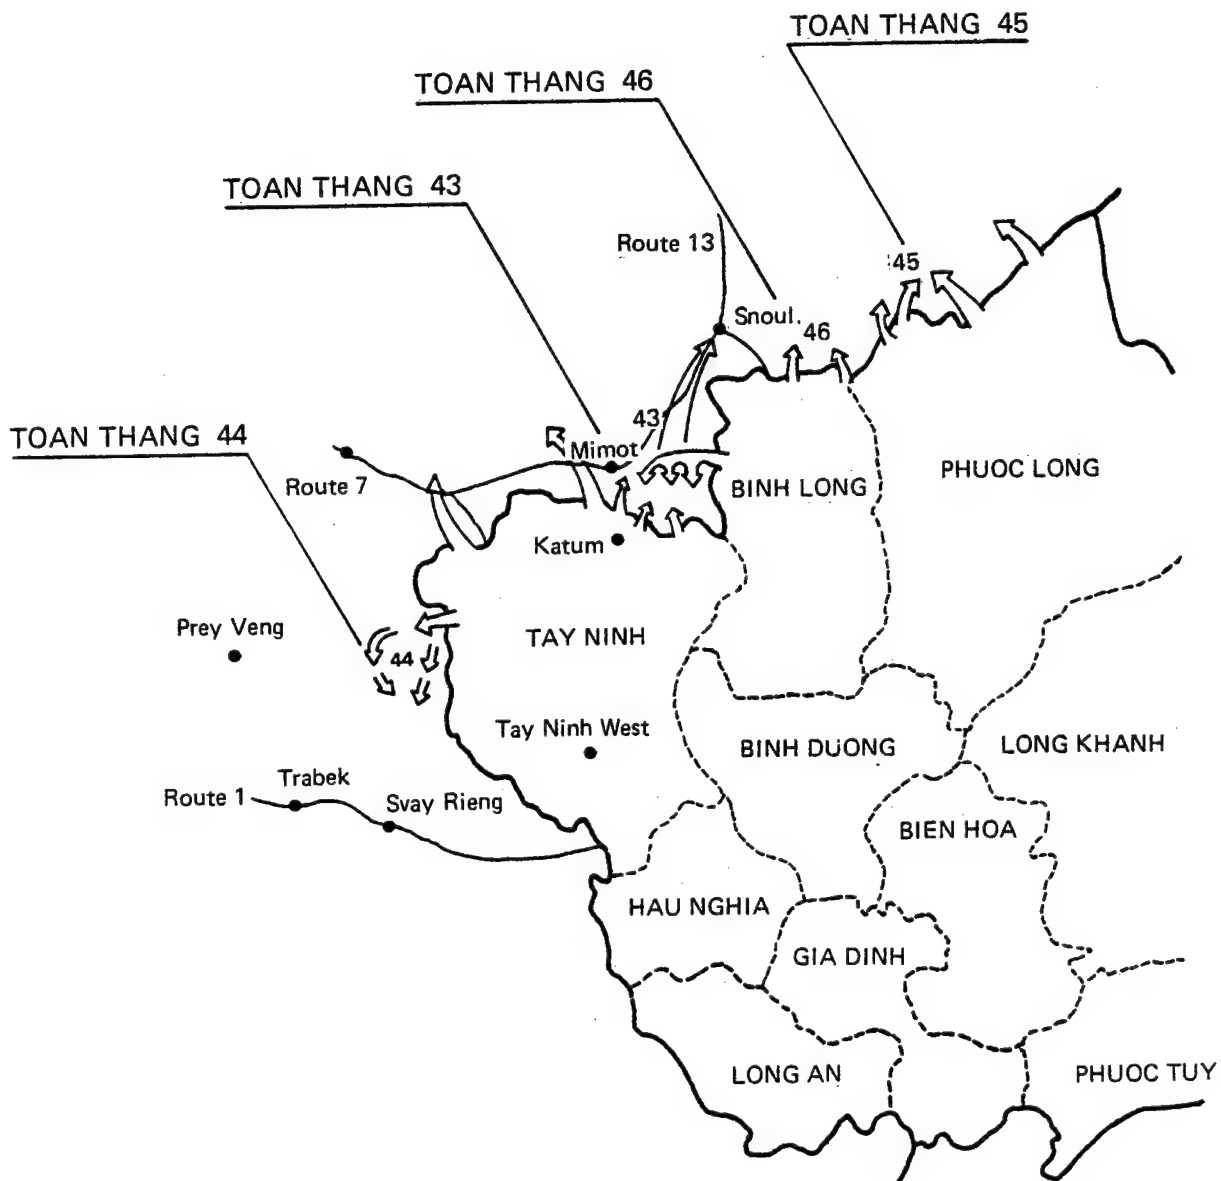 TOAN THANG 45
TOAN THANG 46
TOAN THANG 43
Route 13
45
Snoul.
46
43
TOAN THANG 44
Mimot
Route 7
BINH LONG
PHUOC LONG
Katum
Prey Veng
TAY NINH
44
Tay Ninh West
BINH DUONG
LONG KHANH
Trabek
Route 1
Svay Rieng
BIEN HOA
HAU NGHIA
GIA DINH
LONG AN
PHUOC TUY